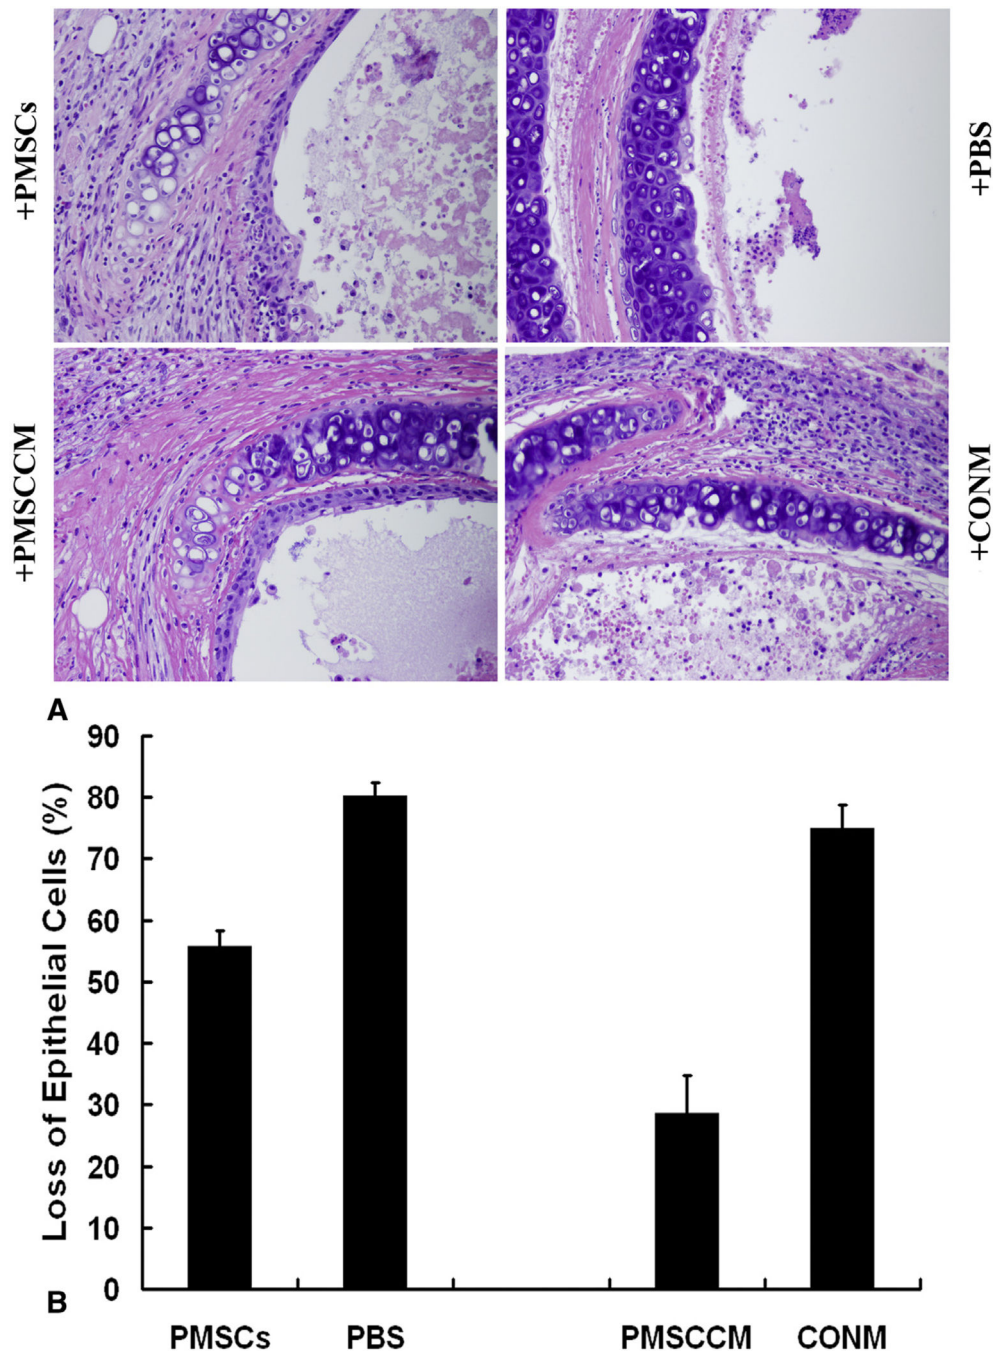 +PMSCs
+PBS
+PMSCCM
+CONM
A
90
80
70
60
50
40
30
20
10
0
Loss of Epithelial Cells (%)
B
PMSCs
PBS
PMSCCM
CONM